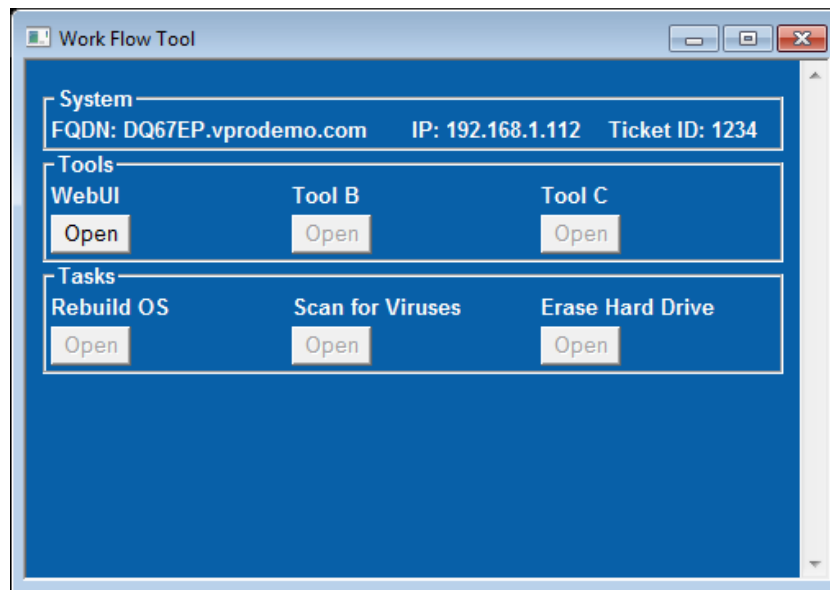 Work Flow Tool
System
FQDN: DQ67EP.vprodemo.com IP: 192.168.1.112 Ticket ID: 1234
Tools
WebUI Tool B Tool C
Open Open Open
Tasks
Rebuild OS Scan for Viruses Erase Hard Drive
Open Open Open